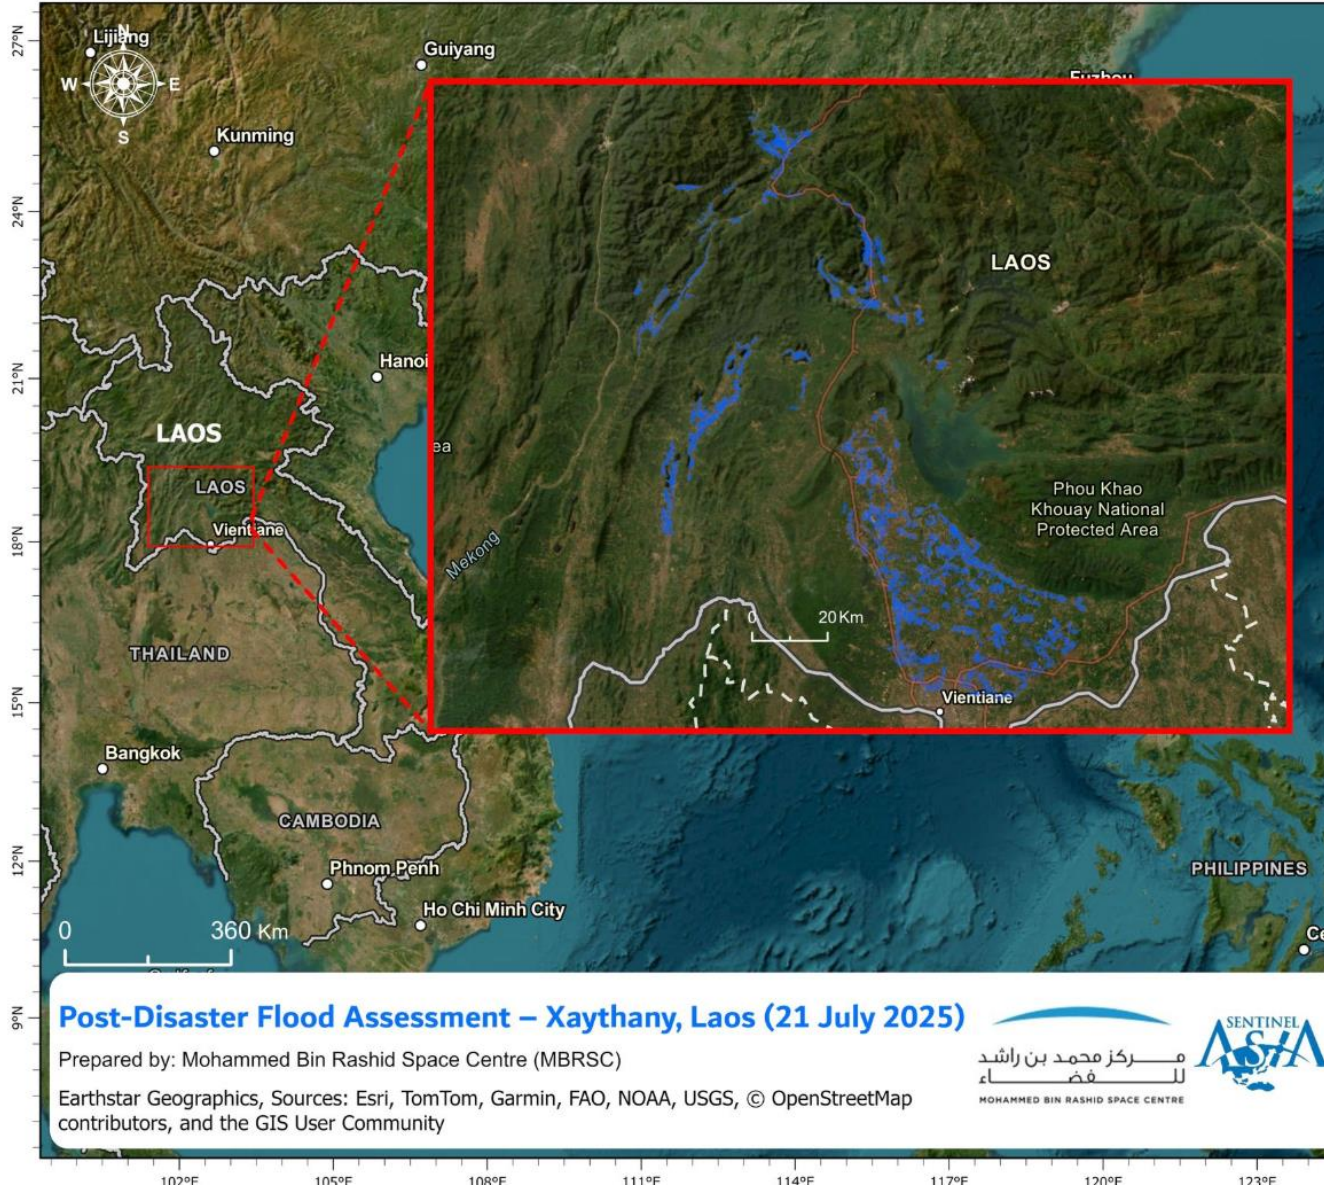 27°N
24°N
21°N
18°N
15°N
12°N
9°N
Lijiang
N
W
E
S
Guiyang
Fuzhou
Kunming
Hanoi
LAOS
LAOS
Vientiane
THAILAND
Bangkok
CAMBODIA
Phnom Penh
Ho Chi Minh City
PHILIPPINES
Ce
0
360 Km
ea
LAOS
Phou Khao
Khouay National
Protected Area
Mekong
0
20 Km
Vientiane
Post-Disaster Flood Assessment – Xaythany, Laos (21 July 2025)
Prepared by: Mohammed Bin Rashid Space Centre (MBRSC)
Earthstar Geographics, Sources: Esri, TomTom, Garmin, FAO, NOAA, USGS, © OpenStreetMap
contributors, and the GIS User Community
مركز محمد بن راشد
للفضاء
MOHAMMED BIN RASHID SPACE CENTRE
SENTINEL
ASIA
102°E
105°E
108°E
111°E
114°E
117°E
120°E
123°E